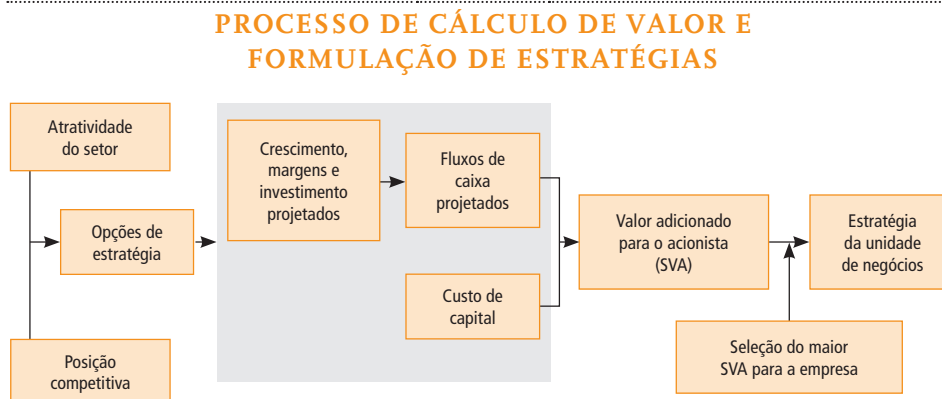 PROCESSO DE CÁLCULO DE VALOR E
FORMULAÇÃO DE ESTRATÉGIAS
Atratividade
do setor
Opções de
estratégia
Posição
competitiva
Crescimento,
margens e
investimento
projetados
Fluxos de
caixa
projetados
Custo de
capital
Valor adicionado
para o acionista
(SVA)
Estratégia
da unidade
de negócios
Seleção do maior
SVA para a empresa